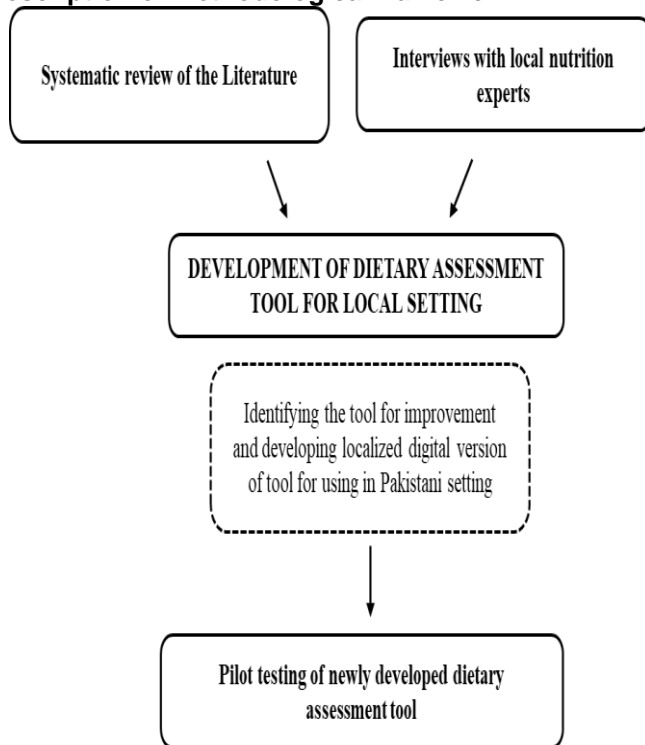 Systematic review of the Literature
Interviews with local nutrition
experts
DEVELOPMENT OF DIETARY ASSESSMENT
TOOL FOR LOCAL SETTING
Identifying the tool for improvement
and developing localized digital version
of tool for using in Pakistani setting
Pilot testing of newly developed dietary
assessment tool